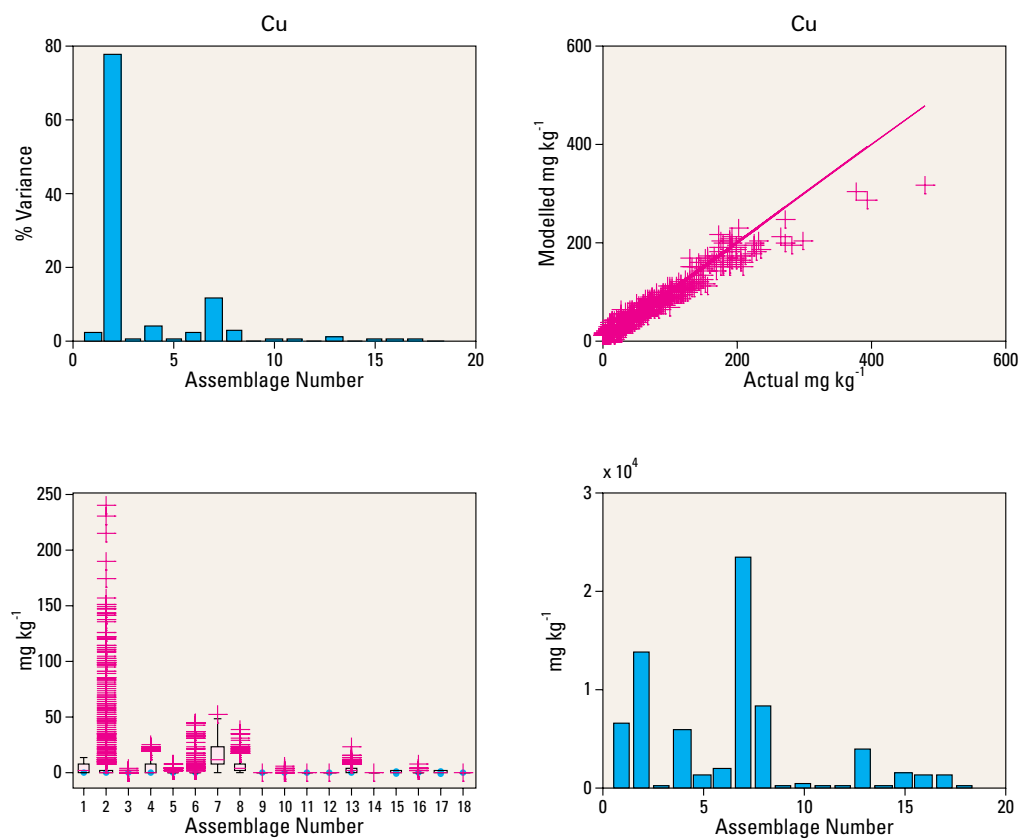 Cu
80
60
40
20
0
% Variance
0 5 10 15 20
Assemblage Number
Cu
600
400
200
0
Modelled mg kg⁻¹
0 200 400 600
Actual mg kg⁻¹
250
200
150
100
50
0
mg kg⁻¹
1 2 3 4 5 6 7 8 9 10 11 12 13 14 15 16 17 18
Assemblage Number
x 10⁴
3
2
1
0
mg kg⁻¹
0 5 10 15 20
Assemblage Number